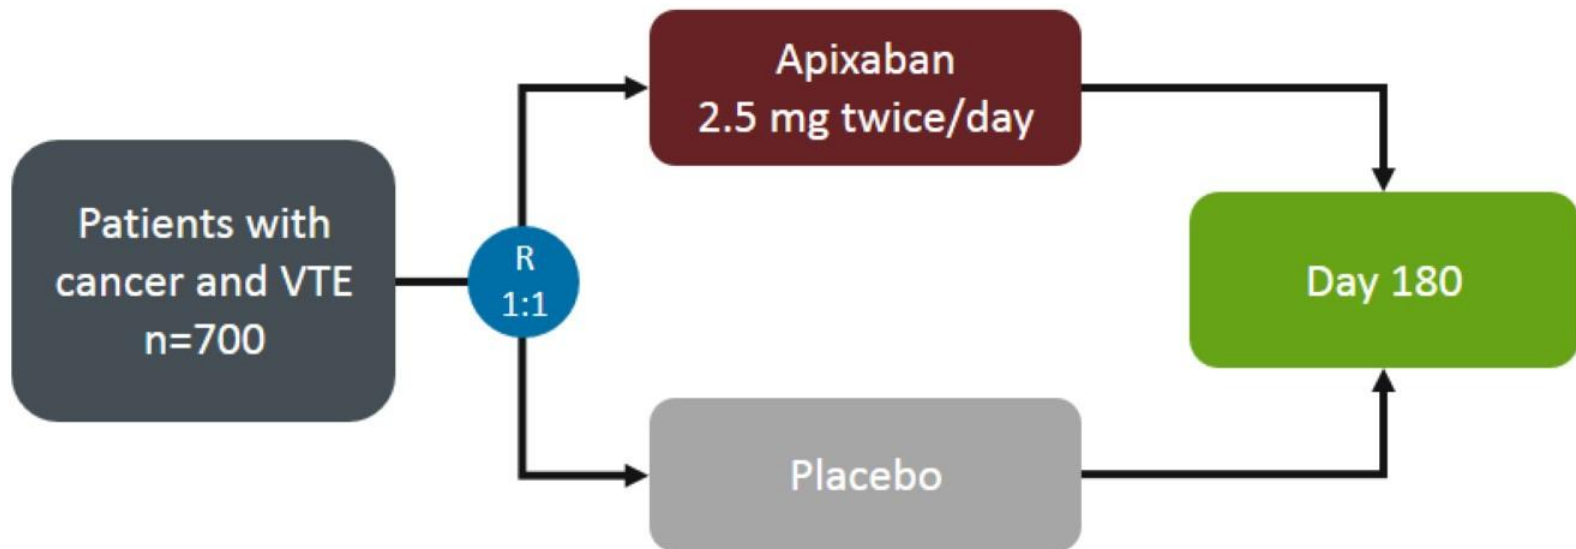 Patients with
cancer and VTE
n=700
R
1:1
Apixaban
2.5 mg twice/day
Placebo
Day 180